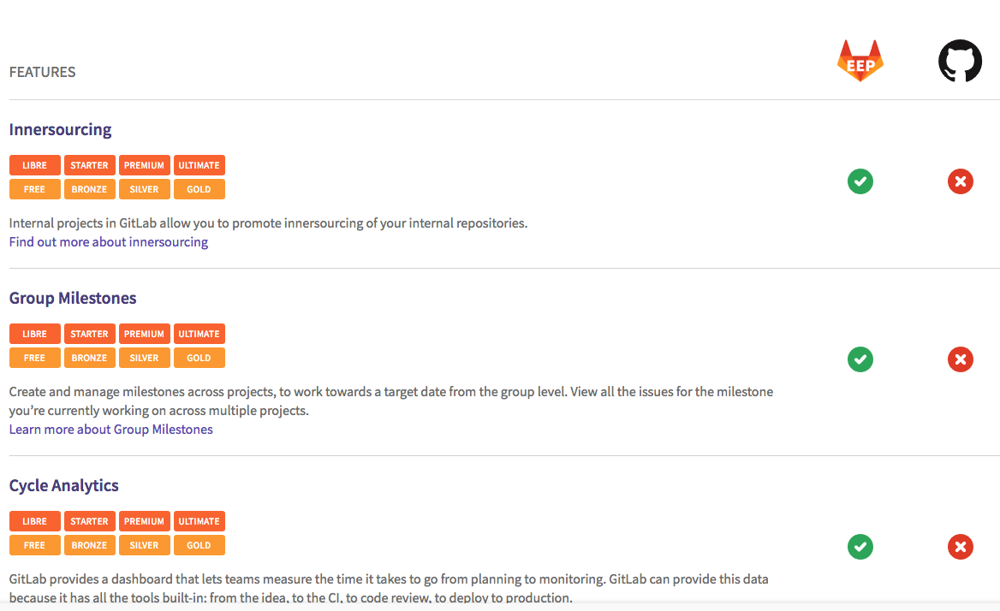 FEATURES
EEP
Innersourcing
LIBRE STARTER PREMIUM ULTIMATE
FREE BRONZE SILVER GOLD
Internal projects in GitLab allow you to promote innersourcing of your internal repositories.
Find out more about innersourcing
Group Milestones
LIBRE STARTER PREMIUM ULTIMATE
FREE BRONZE SILVER GOLD
Create and manage milestones across projects, to work towards a target date from the group level. View all the issues for the milestone
you’re currently working on across multiple projects.
Learn more about Group Milestones
Cycle Analytics
LIBRE STARTER PREMIUM ULTIMATE
FREE BRONZE SILVER GOLD
GitLab provides a dashboard that lets teams measure the time it takes to go from planning to monitoring. GitLab can provide this data
because it has all the tools built-in: from the idea, to the CI, to code review, to deploy to production.